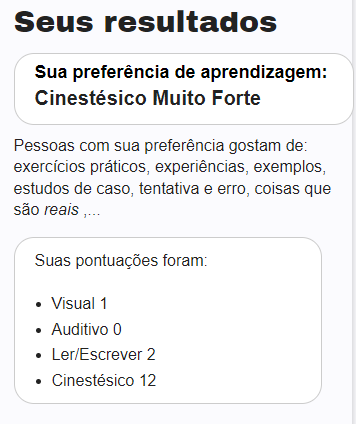 Seus resultados
Sua preferência de aprendizagem:
Cinestésico Muito Forte
Pessoas com sua preferência gostam de:
exercícios práticos, experiências, exemplos,
estudos de caso, tentativa e erro, coisas que
são reais ,...
Suas pontuações foram:
• Visual 1
• Auditivo 0
• Ler/Escrever 2
• Cinestésico 12